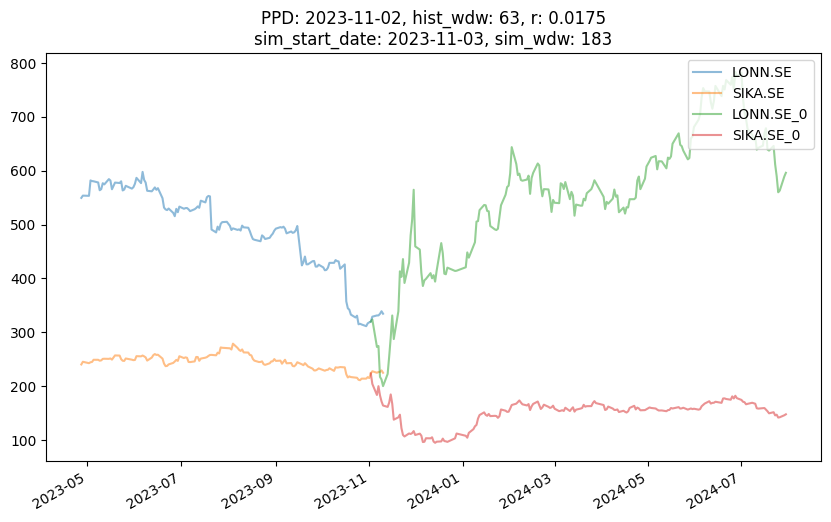 PPD: 2023-11-02, hist_wdw: 63, r: 0.0175
sim_start_date: 2023-11-03, sim_wdw: 183
800
700
600
500
400
300
200
100
LONN.SE
SIKA.SE
LONN.SE_0
SIKA.SE_0
2023-05
2023-07
2023-09
2023-11
2024-01
2024-03
2024-05
2024-07